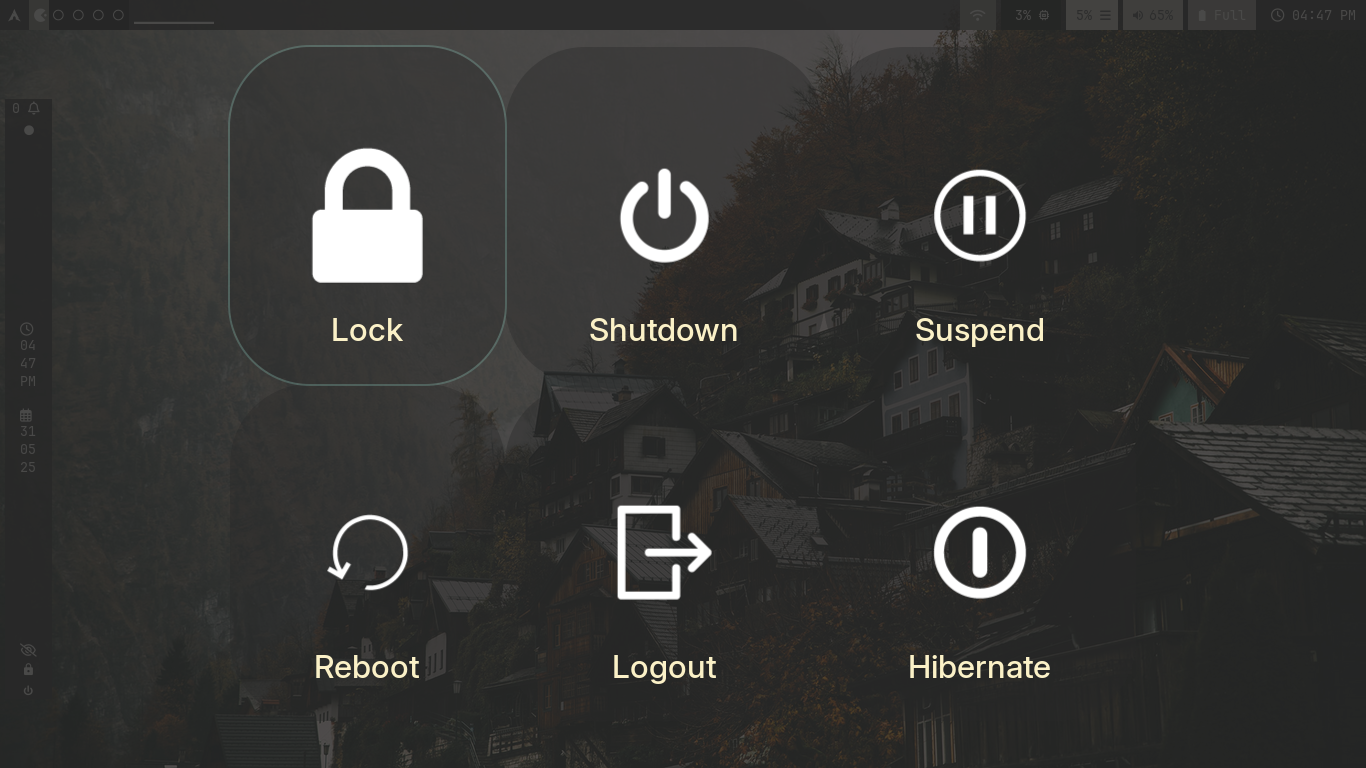 3%
5%
65%
Full
04:47 PM
0
Lock
Shutdown
Suspend
04
47
PM
31
05
25
Reboot
Logout
Hibernate